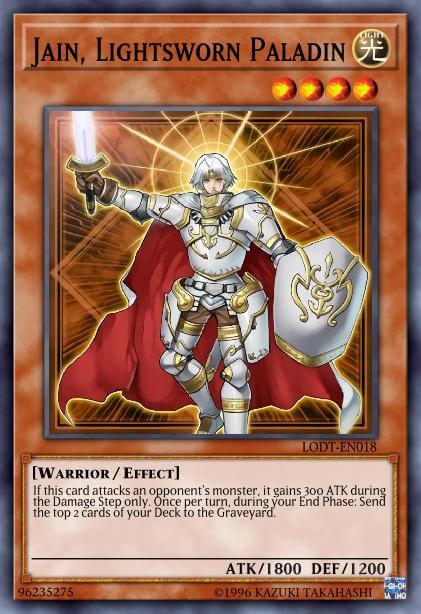 Jain, Lightsworn Paladin
LIGHT
光
LODT-EN018
[Warrior / Effect]
If this card attacks an opponent's monster, it gains 300 ATK during
the Damage Step only. Once per turn, during your End Phase: Send
the top 2 cards of your Deck to the Graveyard.
ATK/1800 DEF/1200
96235275
©1996 KAZUKI TAKAHASHI